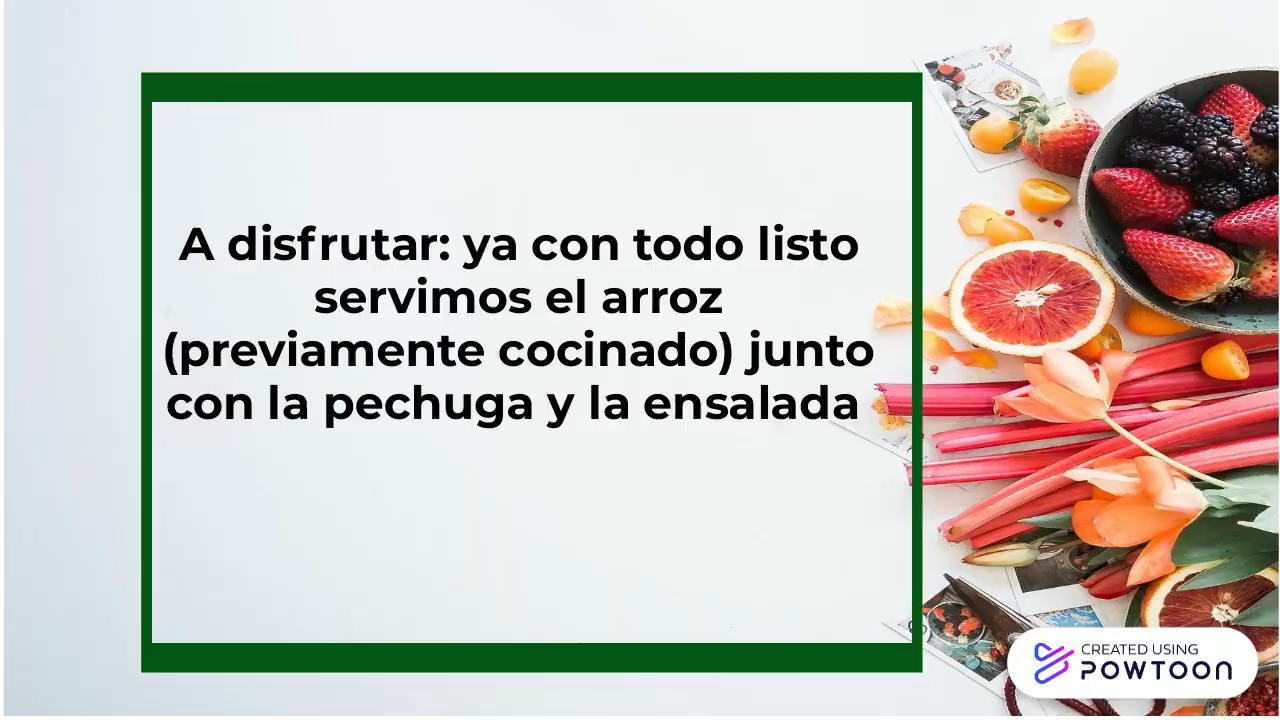 A disfrutar: ya con todo listo
servimos el arroz
(previamente cocinado) junto
con la pechuga y la ensalada
CREATED USING
POWTOON